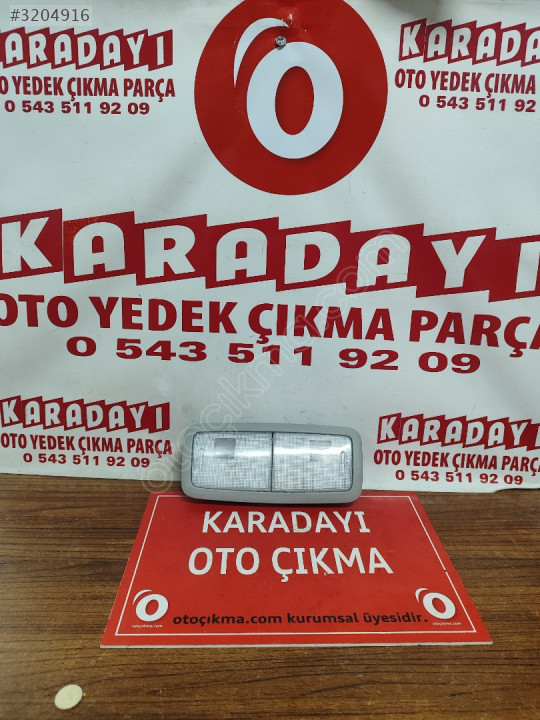 #3204916
KARADAYI
OTO YEDEK ÇIKMA PARÇA
0 543 511 92 09
KARADAYI
OTO YEDEK ÇIKMA PARÇA
0 543 511 92 09
KARADAYI
OTO YEDEK ÇIKMA PARÇA
0 543 511 92 09
KARADAYI
OTO YEDEK ÇIKMA PARÇA
0 543 511 92 09
KARADAYI
OTO YEDEK ÇIKMA PARÇA
0 543 511 92 09
otocikma.com
KARADAYI
OTO ÇIKMA
otoçıkma.com kurumsal üyesidir.